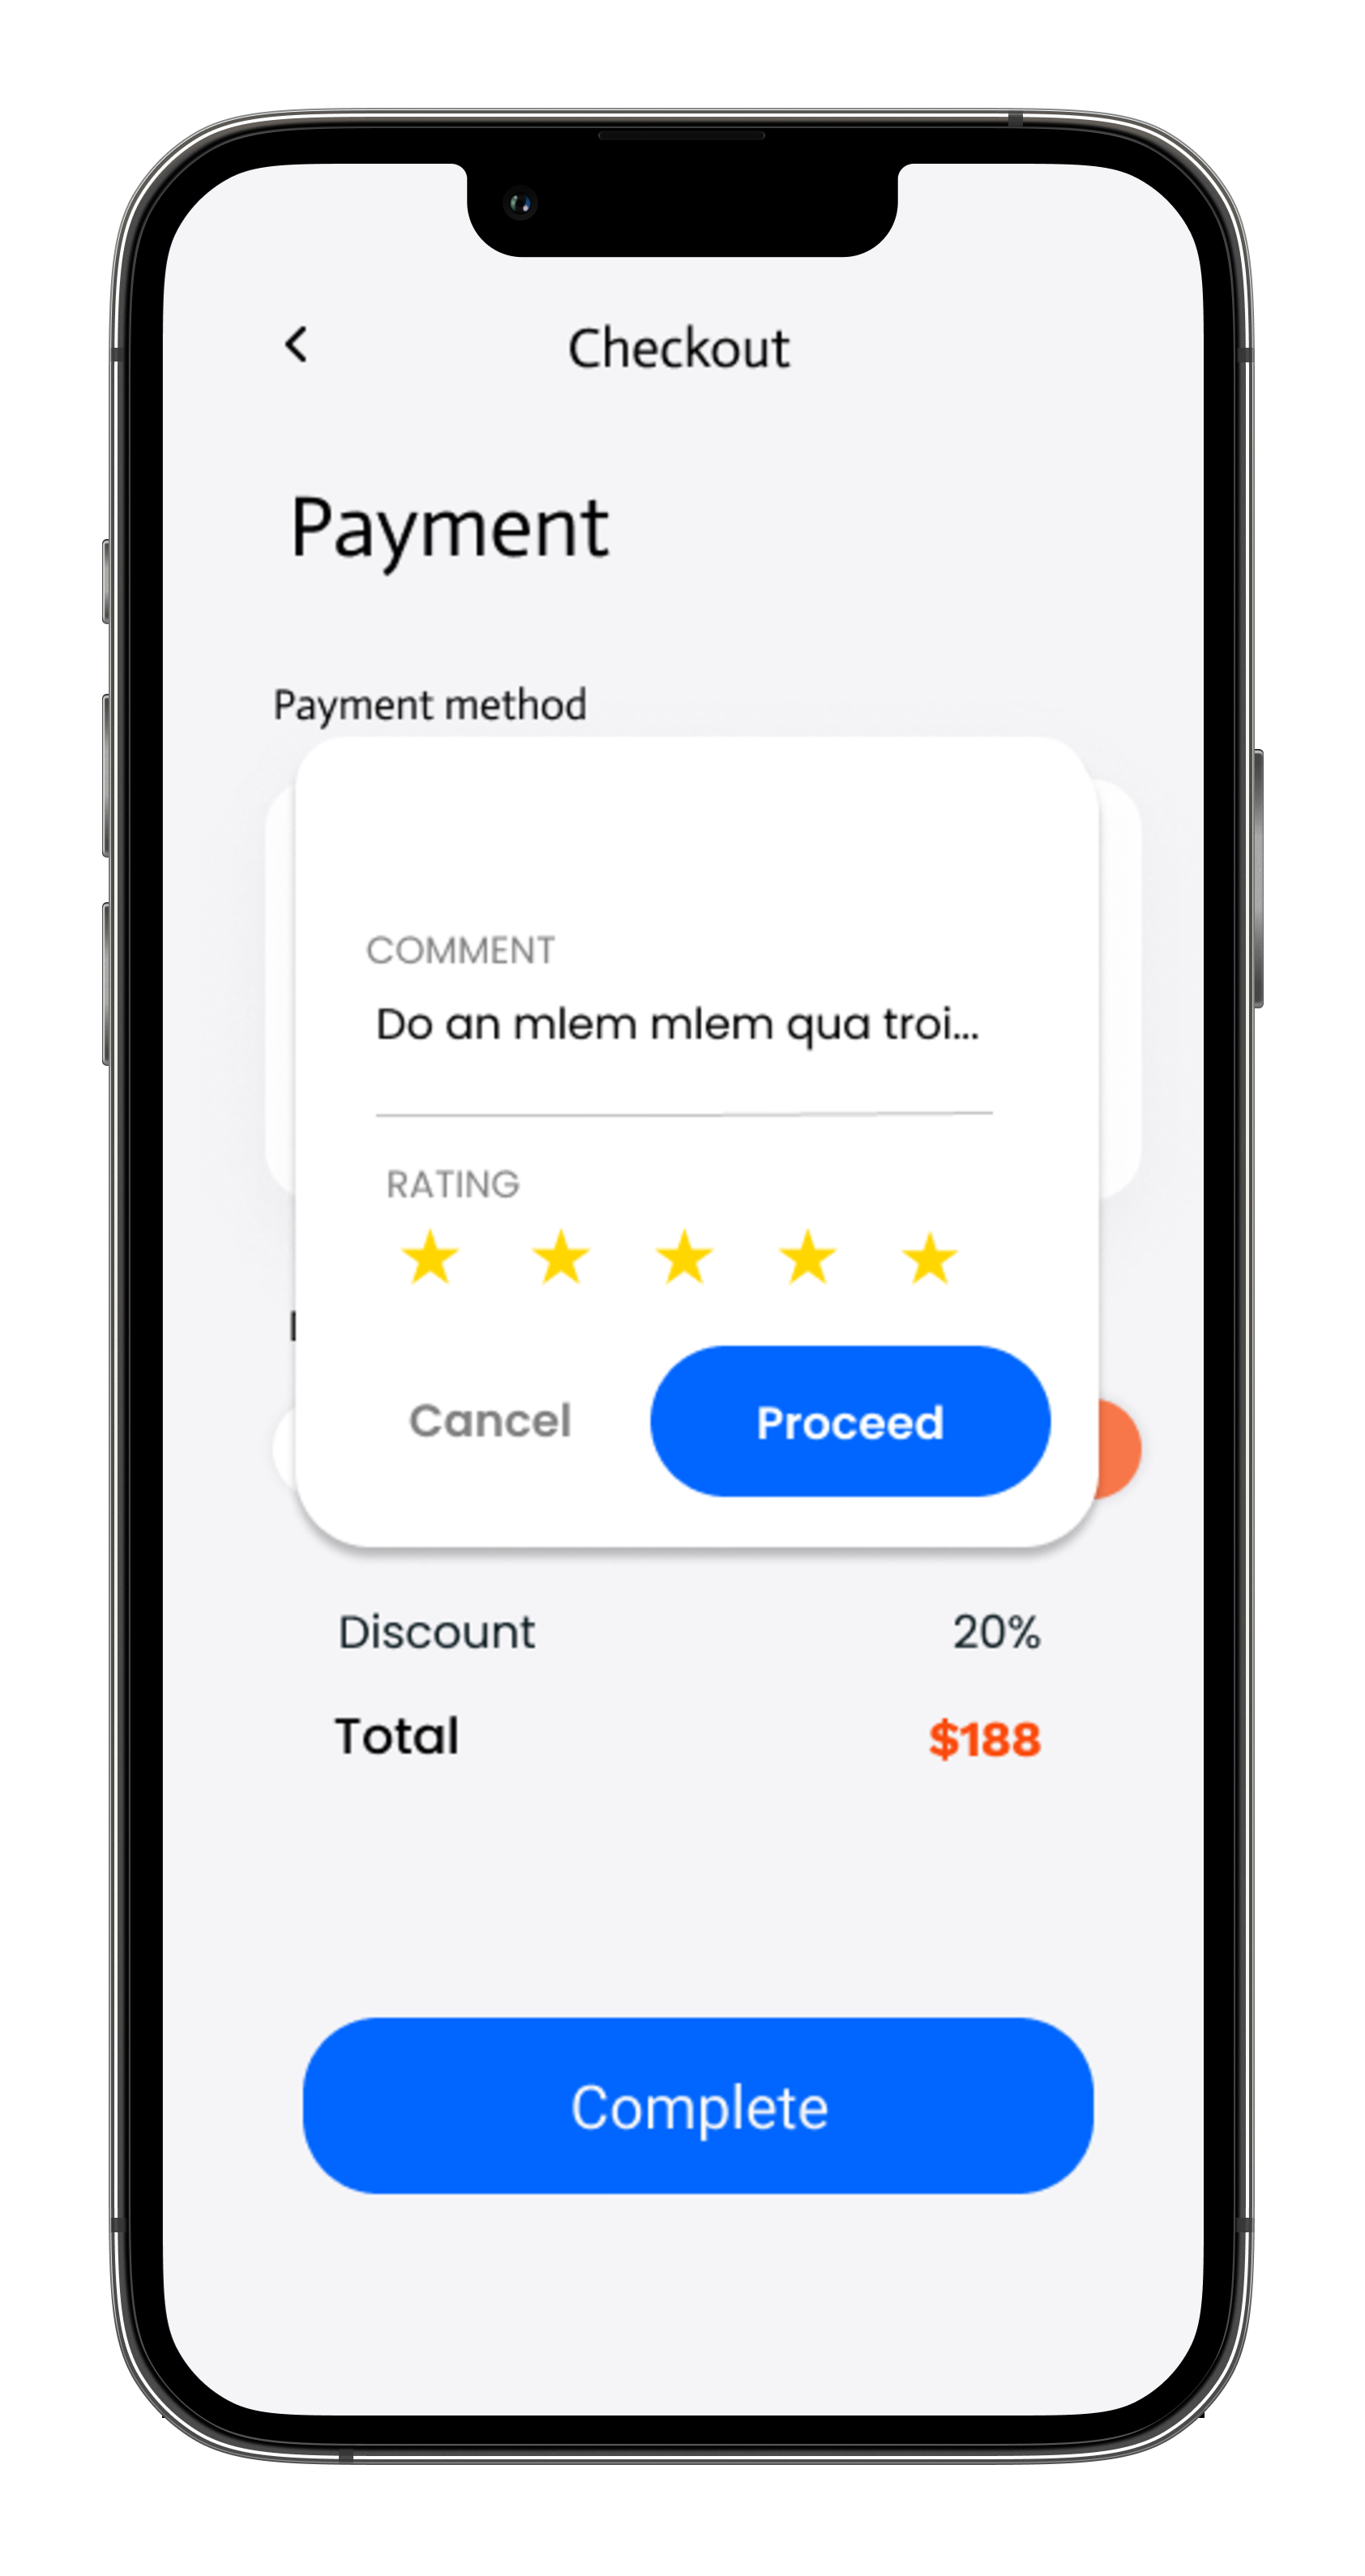 Checkout
Payment
Payment method
COMMENT
Do an mlem mlem qua troi...
RATING
Cancel
Proceed
Discount 20%
Total $188
Complete